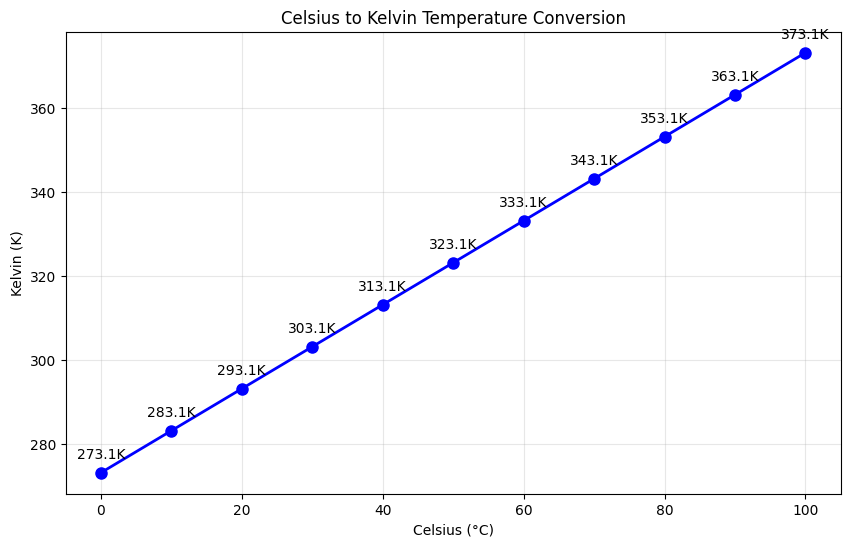 Celsius to Kelvin Temperature Conversion
373.1K
363.1K
360
353.1K
343.1K
340
333.1K
323.1K
320
313.1K
303.1K
300
293.1K
283.1K
280
273.1K
Kelvin (K)
0 20 40 60 80 100
Celsius (°C)